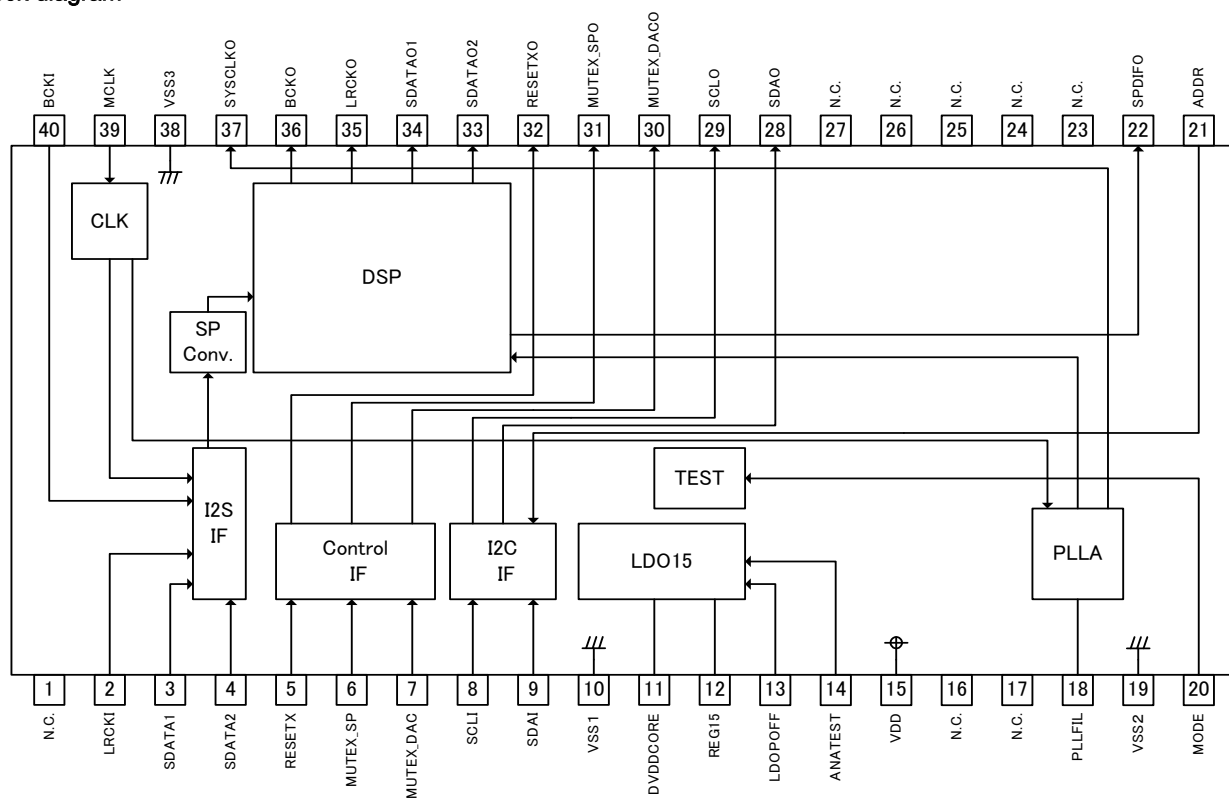 BCKI
MCLK
VSS3
SYSCLKO
BCKO
LRCKO
SDATAO1
SDATAO2
RESETXO
MUTEX_SPO
MUTEX_DACO
SCLO
SDAO
N.C.
N.C.
N.C.
N.C.
N.C.
SPDIFO
ADDR
40
39
38
37
36
35
34
33
32
31
30
29
28
27
26
25
24
23
22
21
CLK
DSP
SP
Conv.
I2S
IF
Control
IF
I2C
IF
TEST
LDO15
PLLA
1
2
3
4
5
6
7
8
9
10
11
12
13
14
15
16
17
18
19
20
N.C.
LRCKI
SDATA1
SDATA2
RESETX
MUTEX_SP
MUTEX_DAC
SCLI
SDAI
VSS1
DVDDCORE
REG15
LDOPOFF
ANATEST
VDD
N.C.
N.C.
PLLFIL
VSS2
MODE